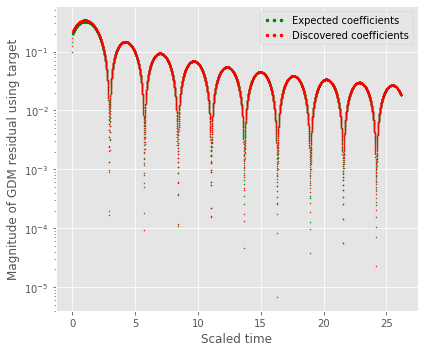 Expected coefficients
Discovered coefficients
Magnitude of GDM residual using target
10⁻¹
10⁻²
10⁻³
10⁻⁴
10⁻⁵
0 5 10 15 20 25
Scaled time